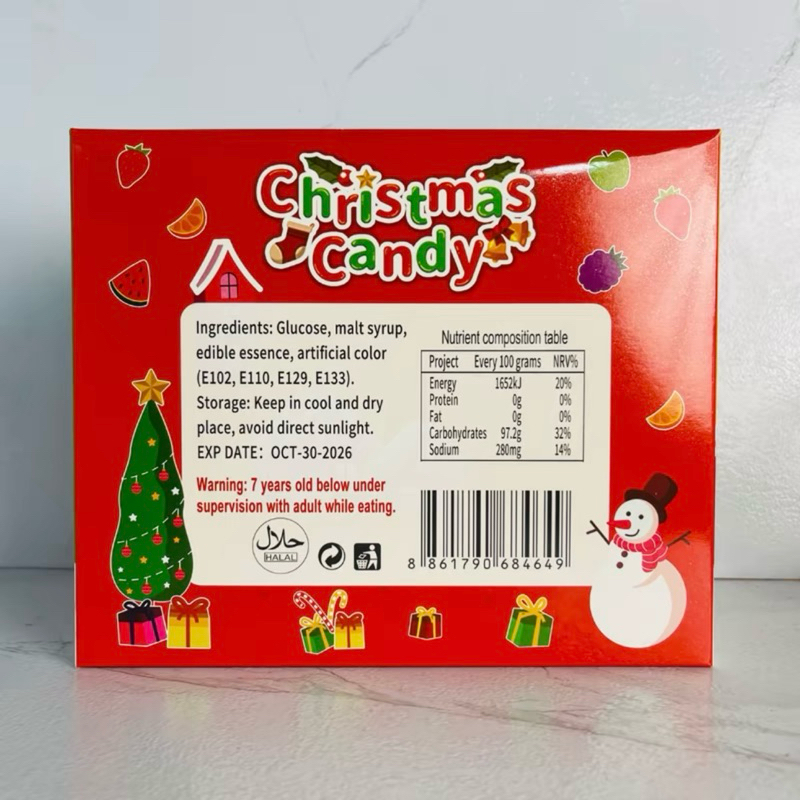 Christmas
Candy
Ingredients: Glucose, malt syrup,
edible essence, artificial color
(E102, E110, E129, E133).
Storage: Keep in cool and dry
place, avoid direct sunlight.
EXP DATE: OCT-30-2026
Warning: 7 years old below under
supervision with adult while eating.
حلال
HALAL
Nutrient composition table
Project Every 100 grams NRV%
Energy 1652kJ 20%
Protein 0g 0%
Fat 0g 0%
Carbohydrates 97.2g 32%
Sodium 280mg 14%
8 861790 684649